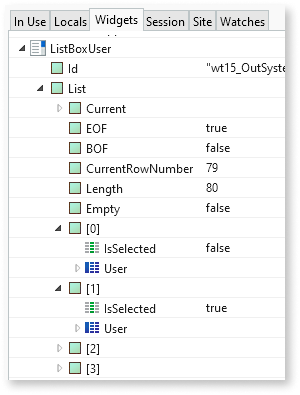 In Use Locals Widgets Session Site Watches
ListBoxUser
Id "wt15_OutSyste
List
Current
EOF true
BOF false
CurrentRowNumber 79
Length 80
Empty false
[0]
IsSelected false
User
[1]
IsSelected true
User
[2]
[3]